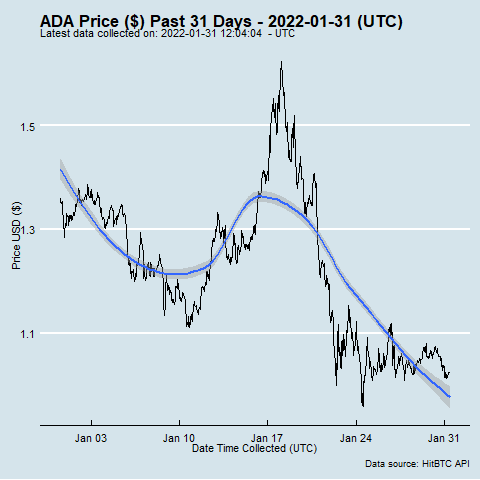 ADA Price ($) Past 31 Days - 2022-01-31 (UTC)
Latest data collected on: 2022-01-31 12:04:04 - UTC
1.5
1.3
1.1
Price USD ($)
Jan 03 Jan 10 Jan 17 Jan 24 Jan 31
Date Time Collected (UTC)
Data source: HitBTC API